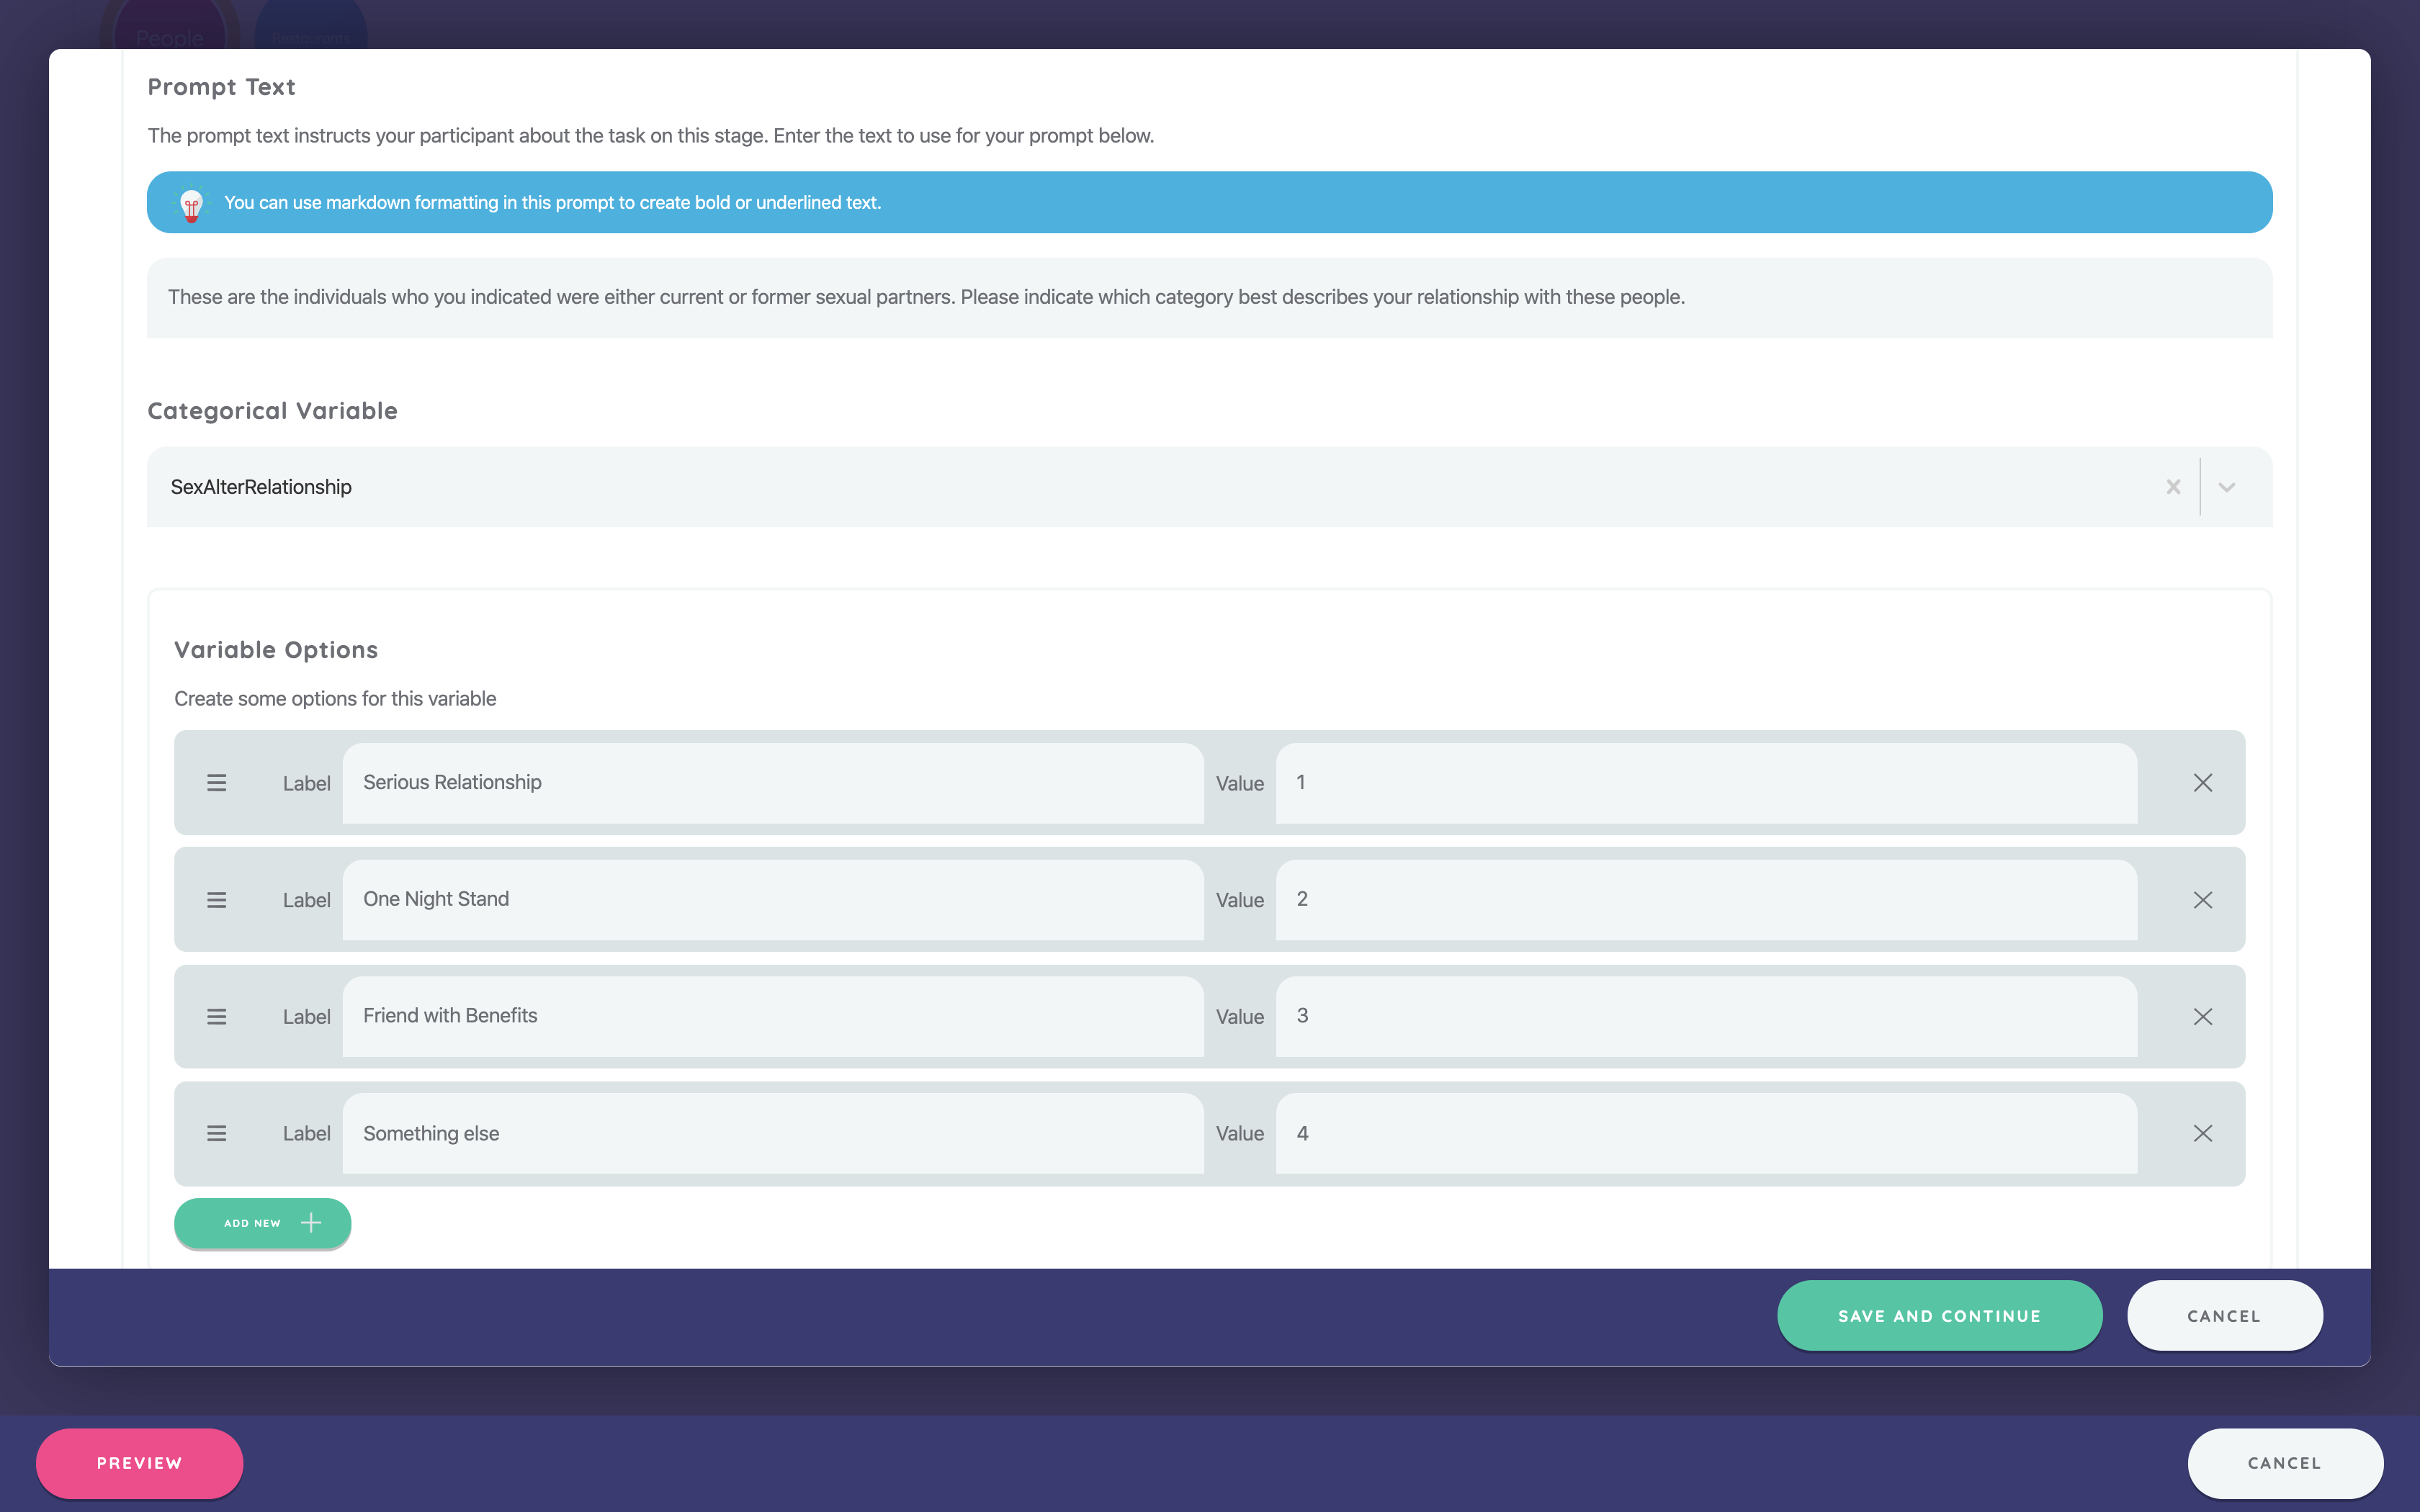 People
Restaurants
Prompt Text
The prompt text instructs your participant about the task on this stage. Enter the text to use for your prompt below.
You can use markdown formatting in this prompt to create bold or underlined text.
These are the individuals who you indicated were either current or former sexual partners. Please indicate which category best describes your relationship with these people.
Categorical Variable
SexAlterRelationship
Variable Options
Create some options for this variable
Label Serious Relationship Value 1
Label One Night Stand Value 2
Label Friend with Benefits Value 3
Label Something else Value 4
ADD NEW
SAVE AND CONTINUE CANCEL
PREVIEW CANCEL